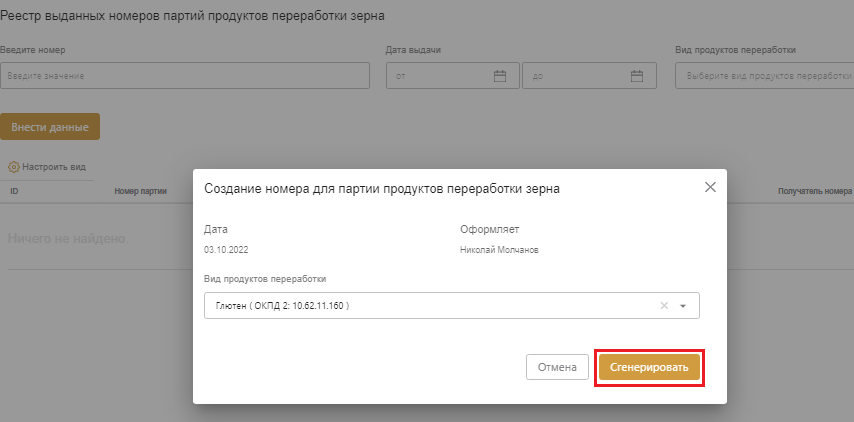 Реестр выданных номеров партий продуктов переработки зерна
Введите номер
Дата выдачи
Вид продуктов переработки
Введите значение
от
до
Выберите вид продуктов переработки
Внести данные
Настроить вид
ID
Номер партии
Получатель номера
Ничего не найдено.
Создание номера для партии продуктов переработки зерна
Дата
Оформляет
03.10.2022
Николай Молчанов
Вид продуктов переработки
Глютен ( ОКПД 2: 10.62.11.160 )
Отмена
Сгенерировать